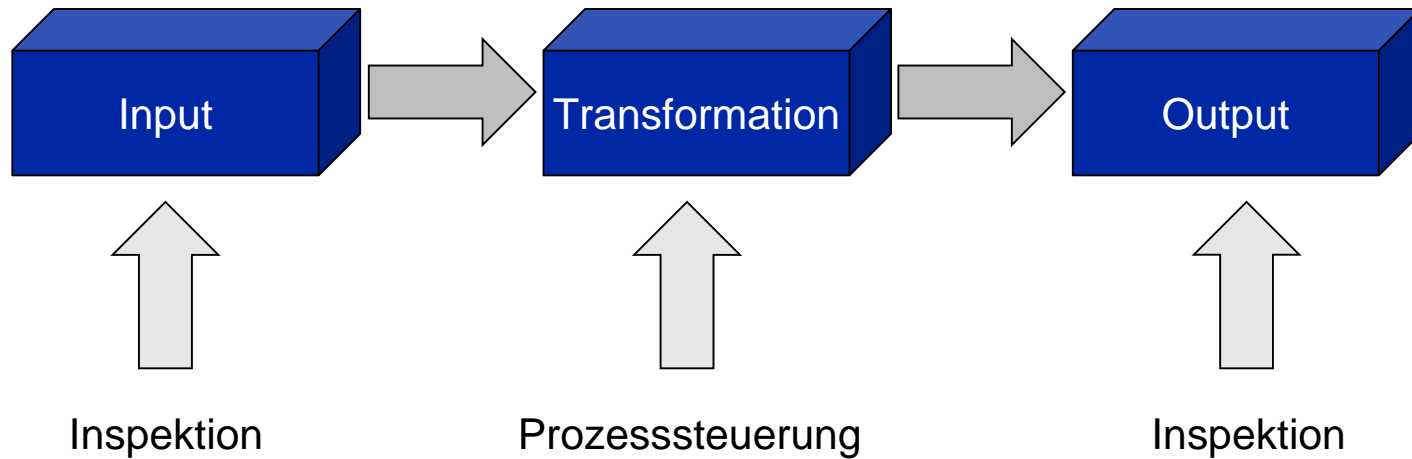 Input
Transformation
Output
Inspektion
Prozesssteuerung
Inspektion